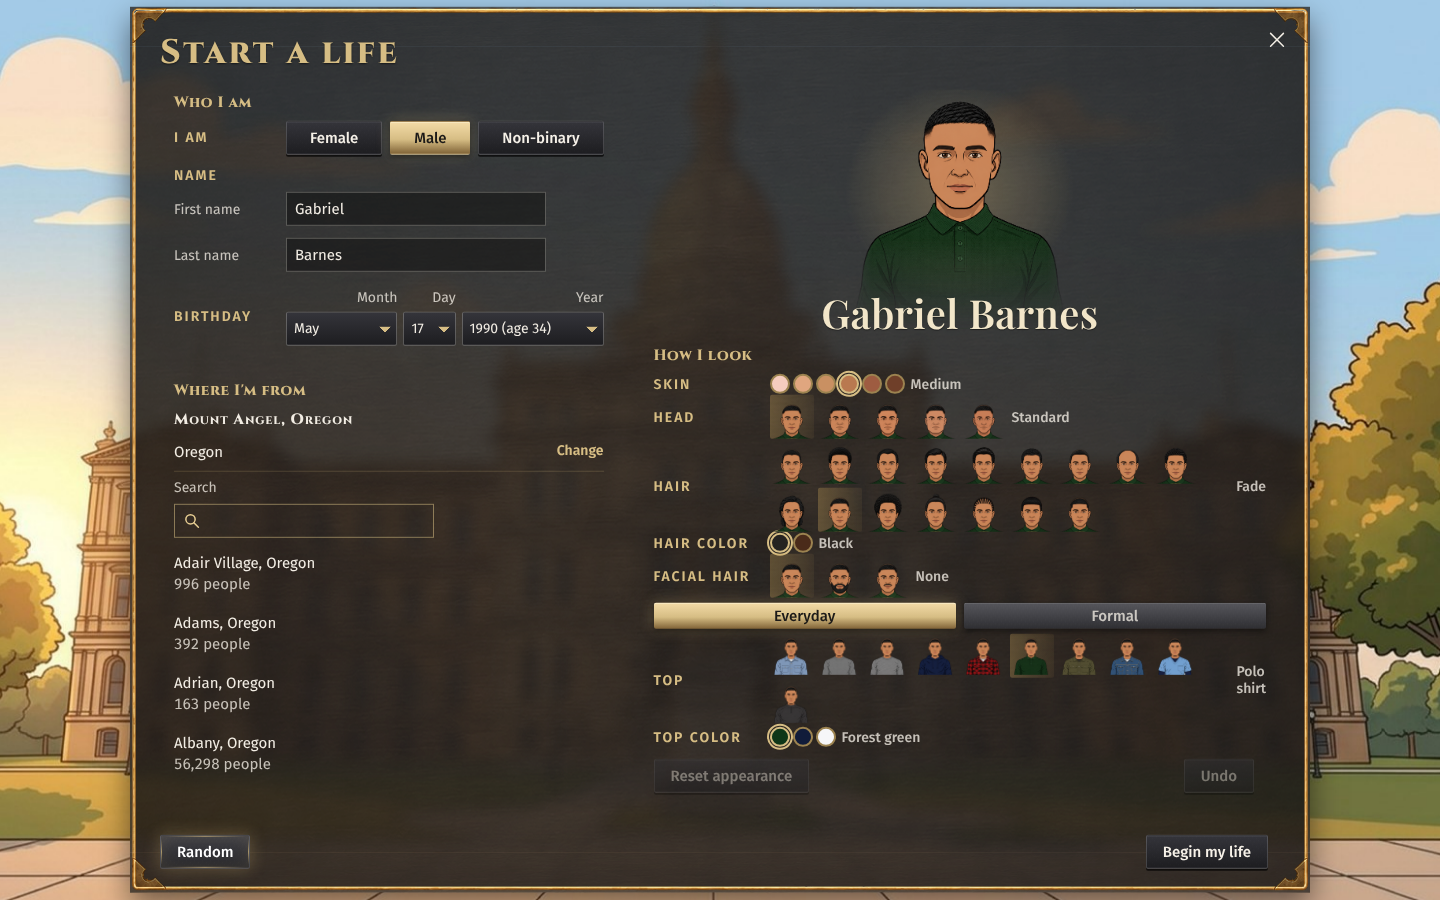 Start a life
Who I am
I AM
Female
Male
Non-binary
NAME
First name
Gabriel
Last name
Barnes
Month
Day
Year
BIRTHDAY
May
17
1990 (age 34)
Where I'm from
Mount Angel, Oregon
Oregon
Change
Search
Adair Village, Oregon
996 people
Adams, Oregon
392 people
Adrian, Oregon
163 people
Albany, Oregon
56,298 people
Random
Gabriel Barnes
How I look
SKIN
Medium
HEAD
Standard
HAIR
Fade
HAIR COLOR
Black
FACIAL HAIR
None
Everyday
Formal
TOP
Polo
shirt
TOP COLOR
Forest green
Reset appearance
Undo
Begin my life